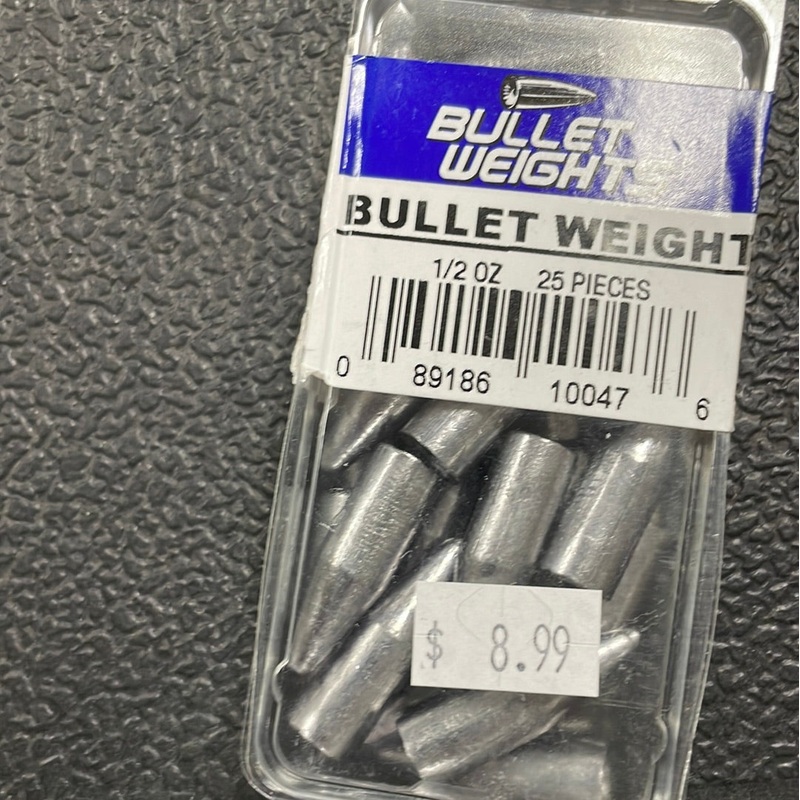 BULLET
WEIGHTS
BULLET WEIGHT
1/2 OZ 25 PIECES
0 89186 10047 6
$ 8.99